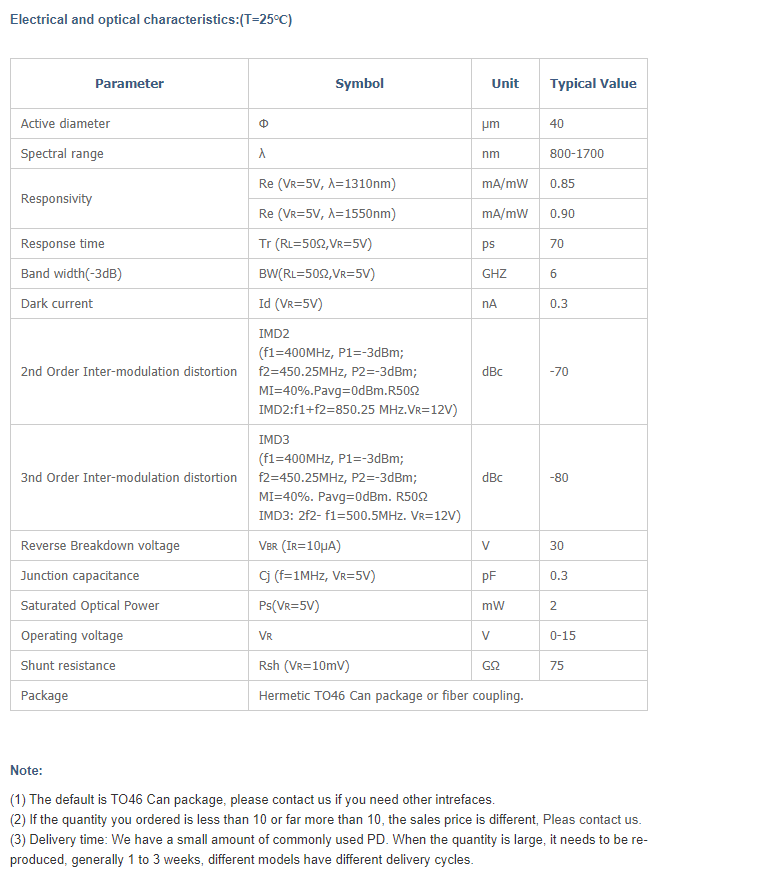 Electrical and optical characteristics:(T=25℃)
Parameter Symbol Unit Typical Value
Active diameter Φ μm 40
Spectral range λ nm 800-1700
Responsivity
Re (VR=5V, λ=1310nm) mA/mW 0.85
Re (VR=5V, λ=1550nm) mA/mW 0.90
Response time Tr (RL=50Ω,VR=5V) ps 70
Band width(-3dB) BW(RL=50Ω,VR=5V) GHZ 6
Dark current Id (VR=5V) nA 0.3
2nd Order Inter-modulation distortion
IMD2
(f1=400MHz, P1=-3dBm;
f2=450.25MHz, P2=-3dBm;
MI=40%.Pavg=0dBm.R50Ω
IMD2:f1+f2=850.25 MHz.VR=12V)
dBc -70
3nd Order Inter-modulation distortion
IMD3
(f1=400MHz, P1=-3dBm;
f2=450.25MHz, P2=-3dBm;
MI=40%. Pavg=0dBm. R50Ω
IMD3: 2f2- f1=500.5MHz. VR=12V)
dBc -80
Reverse Breakdown voltage VBR (IR=10μA) V 30
Junction capacitance Cj (f=1MHz, VR=5V) pF 0.3
Saturated Optical Power Ps(VR=5V) mW 2
Operating voltage VR V 0-15
Shunt resistance Rsh (VR=10mV) GΩ 75
Package Hermetic TO46 Can package or fiber coupling.
Note:
(1) The default is TO46 Can package, please contact us if you need other intrefaces.
(2) If the quantity you ordered is less than 10 or far more than 10, the sales price is different, Pleas contact us.
(3) Delivery time: We have a small amount of commonly used PD. When the quantity is large, it needs to be re-
produced, generally 1 to 3 weeks, different models have different delivery cycles.